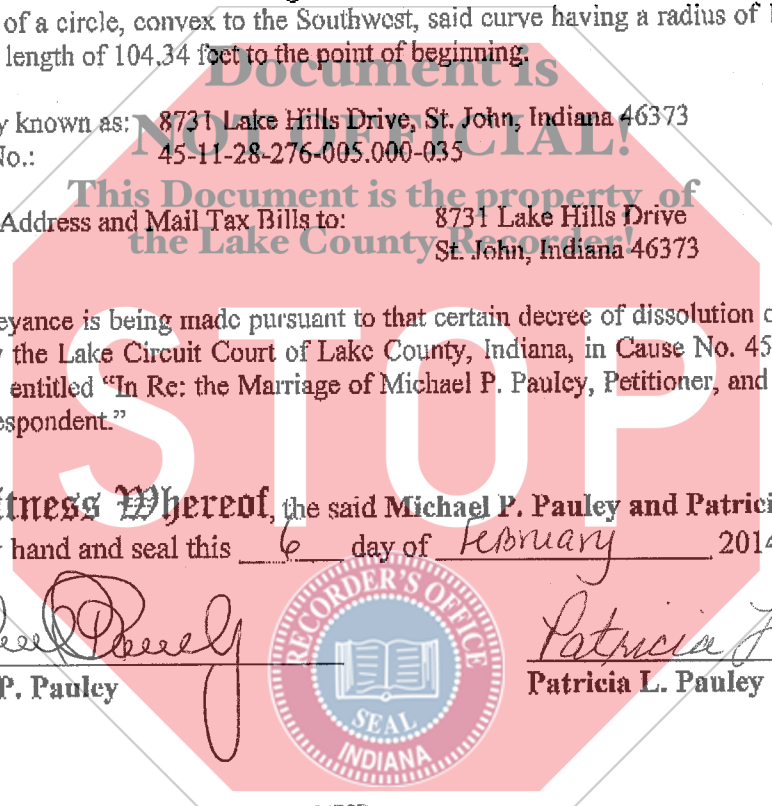 of a circle, convex to the Southwest, said curve having a radius of
length of 104.34 feet to the point of beginning.
Document is
y known as: 8731 Lake Hills Drive, St. John, Indiana 46373
NOT OFFICIAL!
No.: 45-11-28-276-005.000-035
This Document is the property of
Address and Mail Tax Bills to: 8731 Lake Hills Drive
the Lake County Recorder!
St. John, Indiana 46373
eyance is being made pursuant to that certain decree of dissolution
the Lake Circuit Court of Lake County, Indiana, in Cause No. 45
entitled “In Re: the Marriage of Michael P. Pauley, Petitioner, and
espondent.”
STOP
tness Whereof, the said Michael P. Pauley and Patrici
hand and seal this 6 day of February 2014
RECORDER'S OFFICE
Patricia L
P. Pauley
Patricia L. Pauley
SEAL
INDIANA